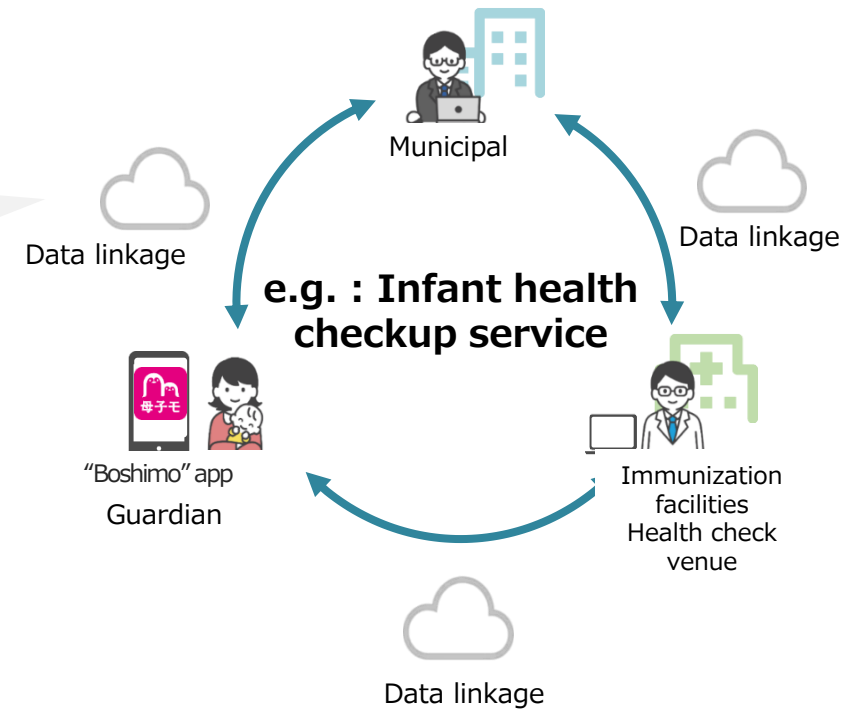 Municipal
Data linkage
Data linkage
e.g. : Infant health
checkup service
母子モ
“Boshimo” app
Guardian
Immunization
facilities
Health check
venue
Data linkage